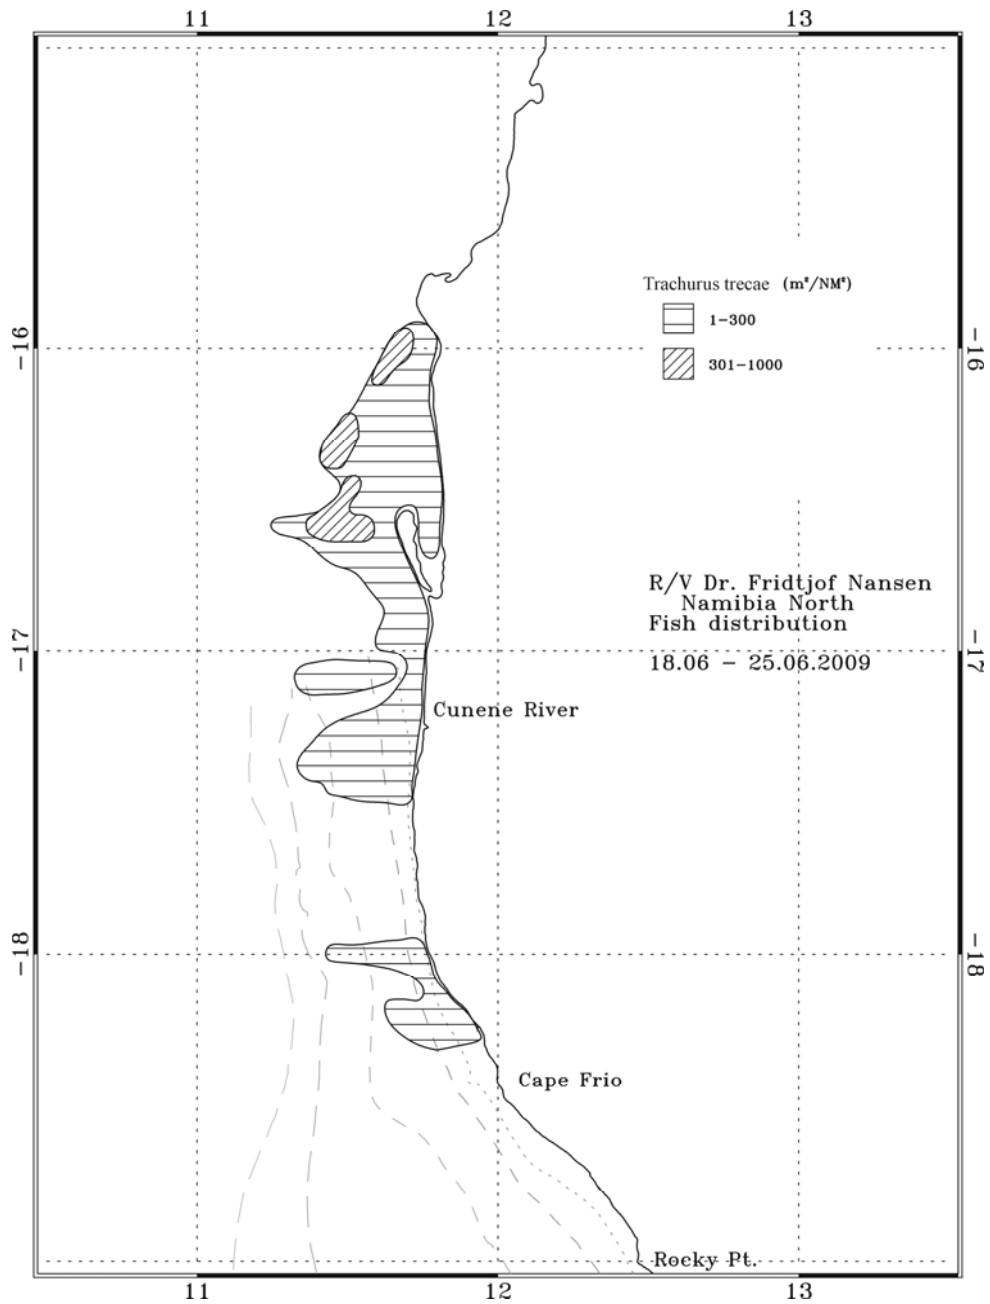 11 12 13
Trachurus trecae (m²/NM²)
1-300
-16 -16
301-1000
R/V Dr. Fridtjof Nansen
Namibia North
Fish distribution
-17 -17
18.06 - 25.06.2009
Cunene River
-18 -18
Cape Frio
Rocky Pt.
11 12 13